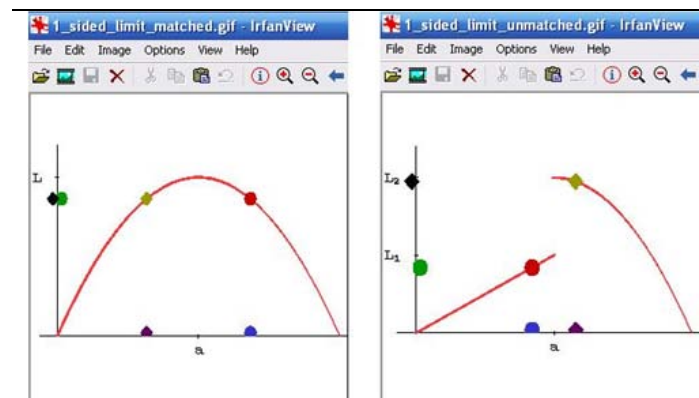 1_sided_limit_matched.gif - IrfanView
File Edit Image Options View Help
L
a
1_sided_limit_unmatched.gif - IrfanView
File Edit Image Options View Help
L2
L1
a